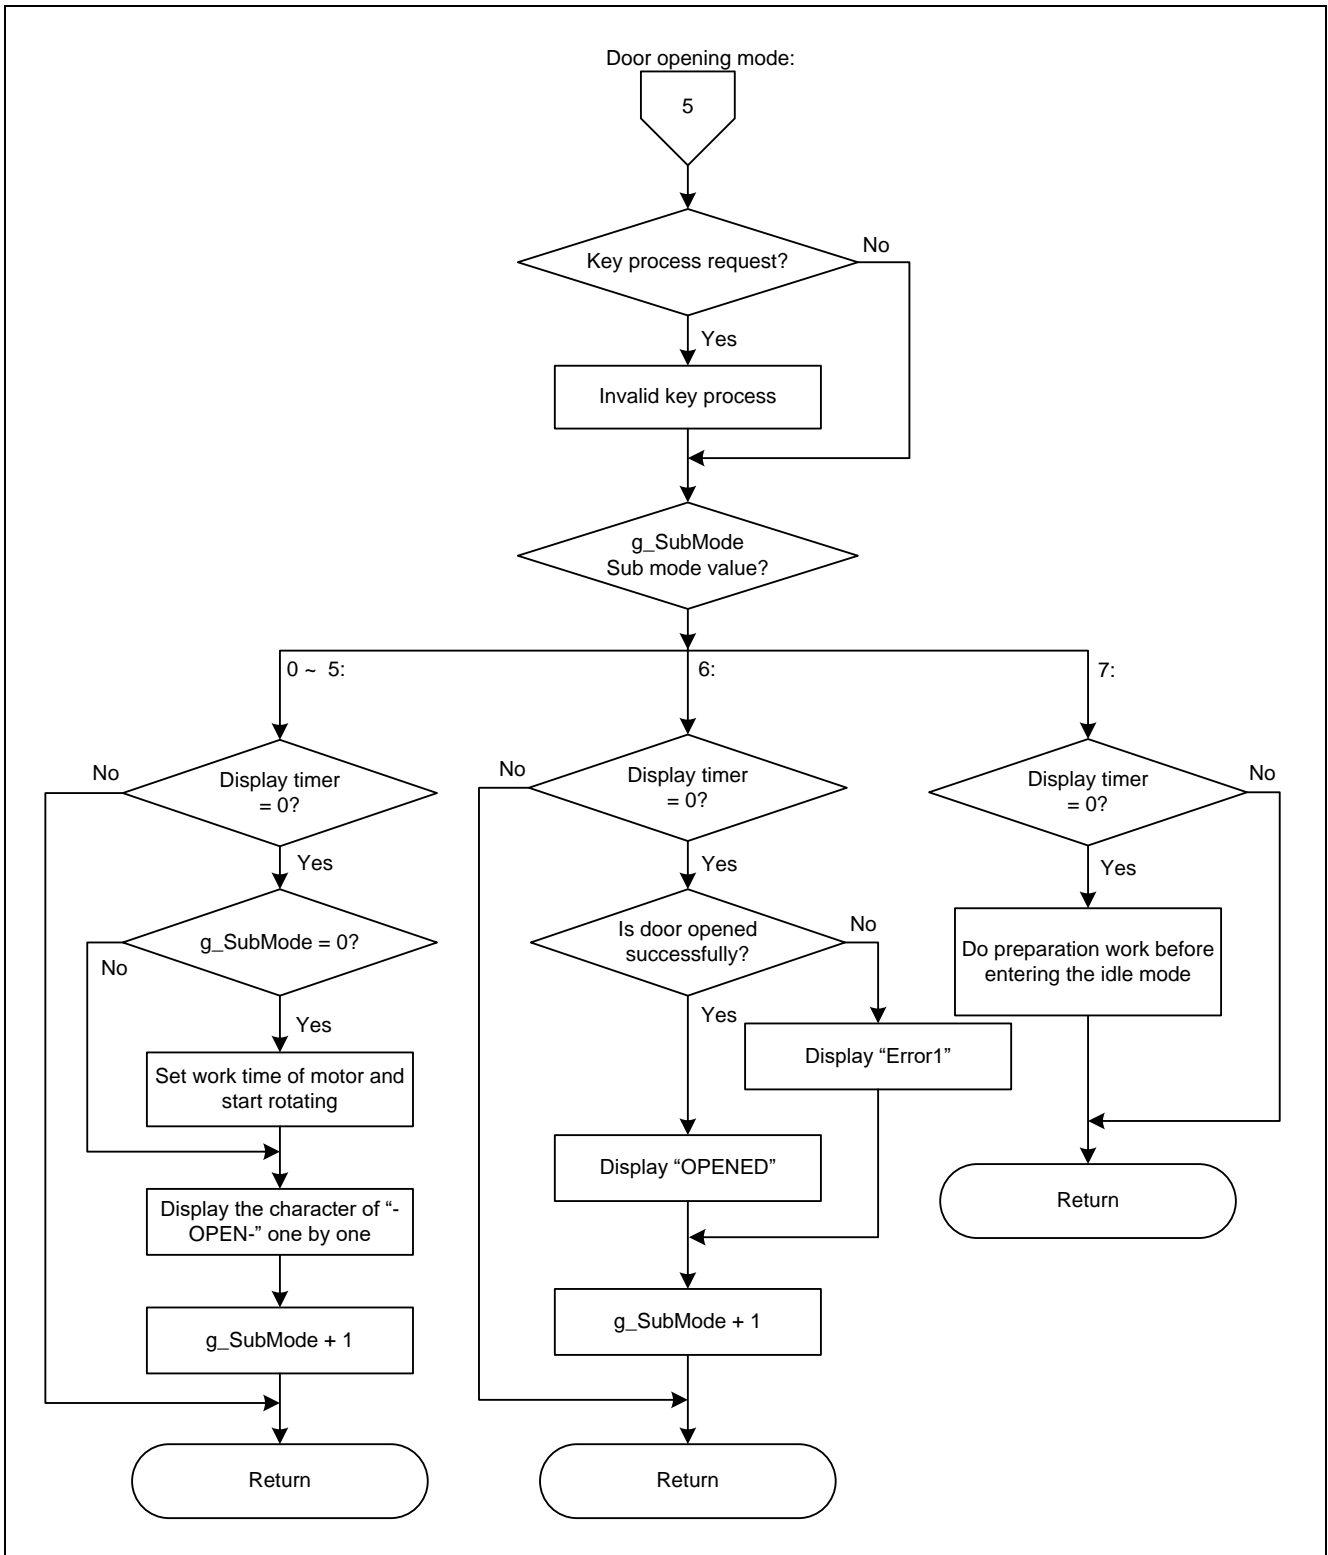 Door opening mode:
5
Key process request?
No
Yes
Invalid key process
g_SubMode
Sub mode value?
0 ~  5:
6:
7:
Display timer
= 0?
No
Yes
g_SubMode = 0?
No
Yes
Set work time of motor and
start rotating
Display the character of “-
OPEN-” one by one
g_SubMode + 1
Return
Display timer
= 0?
No
Yes
Is door opened
successfully?
No
Yes
Display “Error1”
Display “OPENED”
g_SubMode + 1
Return
Display timer
= 0?
No
Yes
Do preparation work before
entering the idle mode
Return